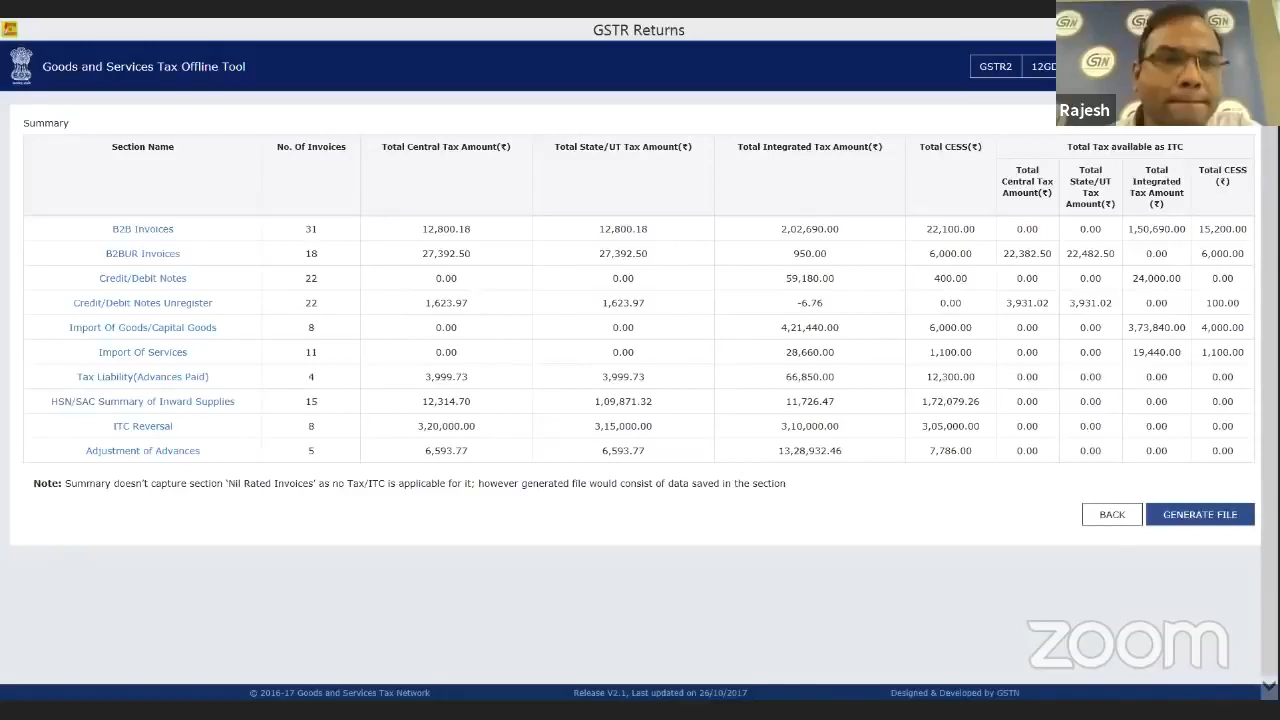 GSTR Returns
Goods and Services Tax Offline Tool
GSTR2
GSTN
Rajesh
Summary
Section Name No. Of Invoices Total Central Tax Amount(₹) Total State/UT Tax Amount(₹) Total Integrated Tax Amount(₹) Total CESS(₹) Total Tax available as ITC
Total Central Tax Amount(₹) Total State/UT Tax Amount(₹) Total Integrated Tax Amount (₹) Total CESS (₹)
B2B Invoices 31 12,800.18 12,800.18 2,02,690.00 22,100.00 0.00 0.00 1,50,690.00 15,200.00
B2BUR Invoices 18 27,392.50 27,392.50 950.00 6,000.00 22,382.50 22,482.50 0.00 6,000.00
Credit/Debit Notes 22 0.00 0.00 59,180.00 400.00 0.00 0.00 24,000.00 0.00
Credit/Debit Notes Unregister 22 1,623.97 1,623.97 -6.76 0.00 3,931.02 3,931.02 0.00 100.00
Import Of Goods/Capital Goods 8 0.00 0.00 4,21,440.00 6,000.00 0.00 0.00 3,73,840.00 4,000.00
Import Of Services 11 0.00 0.00 28,660.00 1,100.00 0.00 0.00 19,440.00 1,100.00
Tax Liability(Advances Paid) 4 3,999.73 3,999.73 66,850.00 12,300.00 0.00 0.00 0.00 0.00
HSN/SAC Summary of Inward Supplies 15 12,314.70 1,09,871.32 11,726.47 1,72,079.26 0.00 0.00 0.00 0.00
ITC Reversal 8 3,20,000.00 3,15,000.00 3,10,000.00 3,05,000.00 0.00 0.00 0.00 0.00
Adjustment of Advances 5 6,593.77 6,593.77 13,28,932.46 7,786.00 0.00 0.00 0.00 0.00
Note: Summary doesn't capture section 'Nil Rated Invoices' as no Tax/ITC is applicable for it; however generated file would consist of data saved in the section
BACK GENERATE FILE
zoom
© 2016-17 Goods and Services Tax Network Release V2.1, Last updated on 26/10/2017 Designed & Developed by GSTN